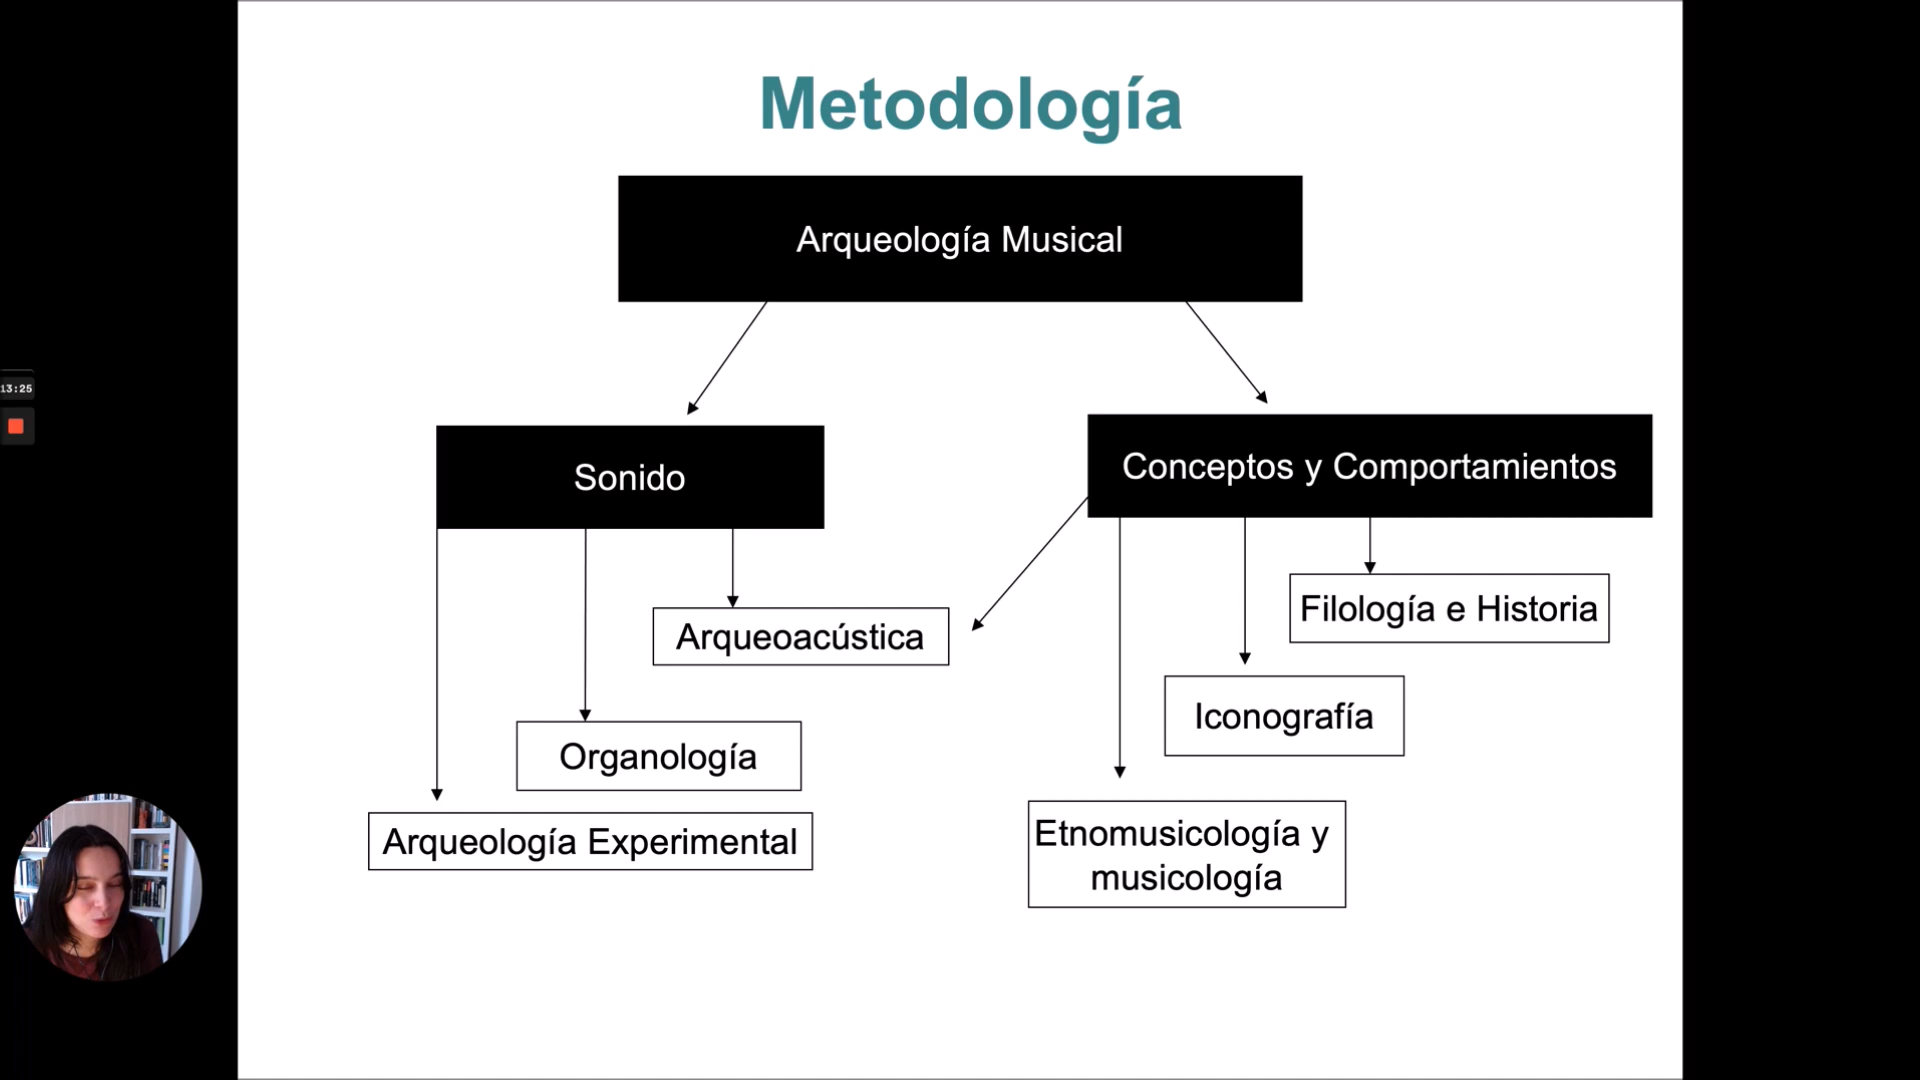 Metodología
Arqueología Musical
13:25
Sonido
Conceptos y Comportamientos
Arqueoacústica
Filología e Historia
Organología
Iconografía
Arqueología Experimental
Etnomusicología y
musicología